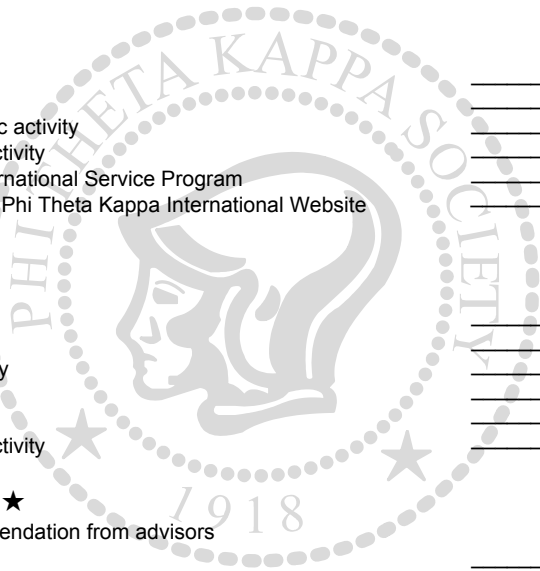 PHI THETA KAPPA SOCIETY
c activity
ctivity
rnational Service Program
Phi Theta Kappa International Website
y
ctivity
★
1918
endation from advisors